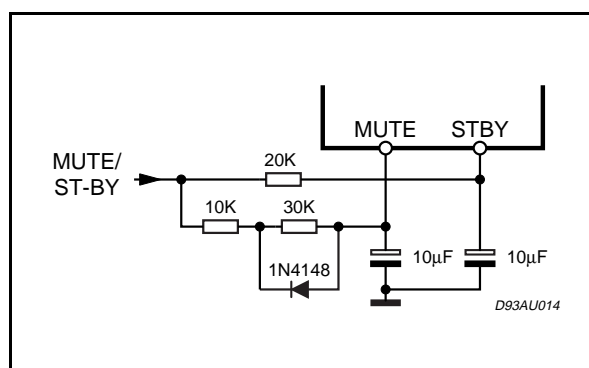 MUTE STBY
MUTE/
ST-BY
20K
10K 30K
1N4148
10μF 10μF
D93AU014